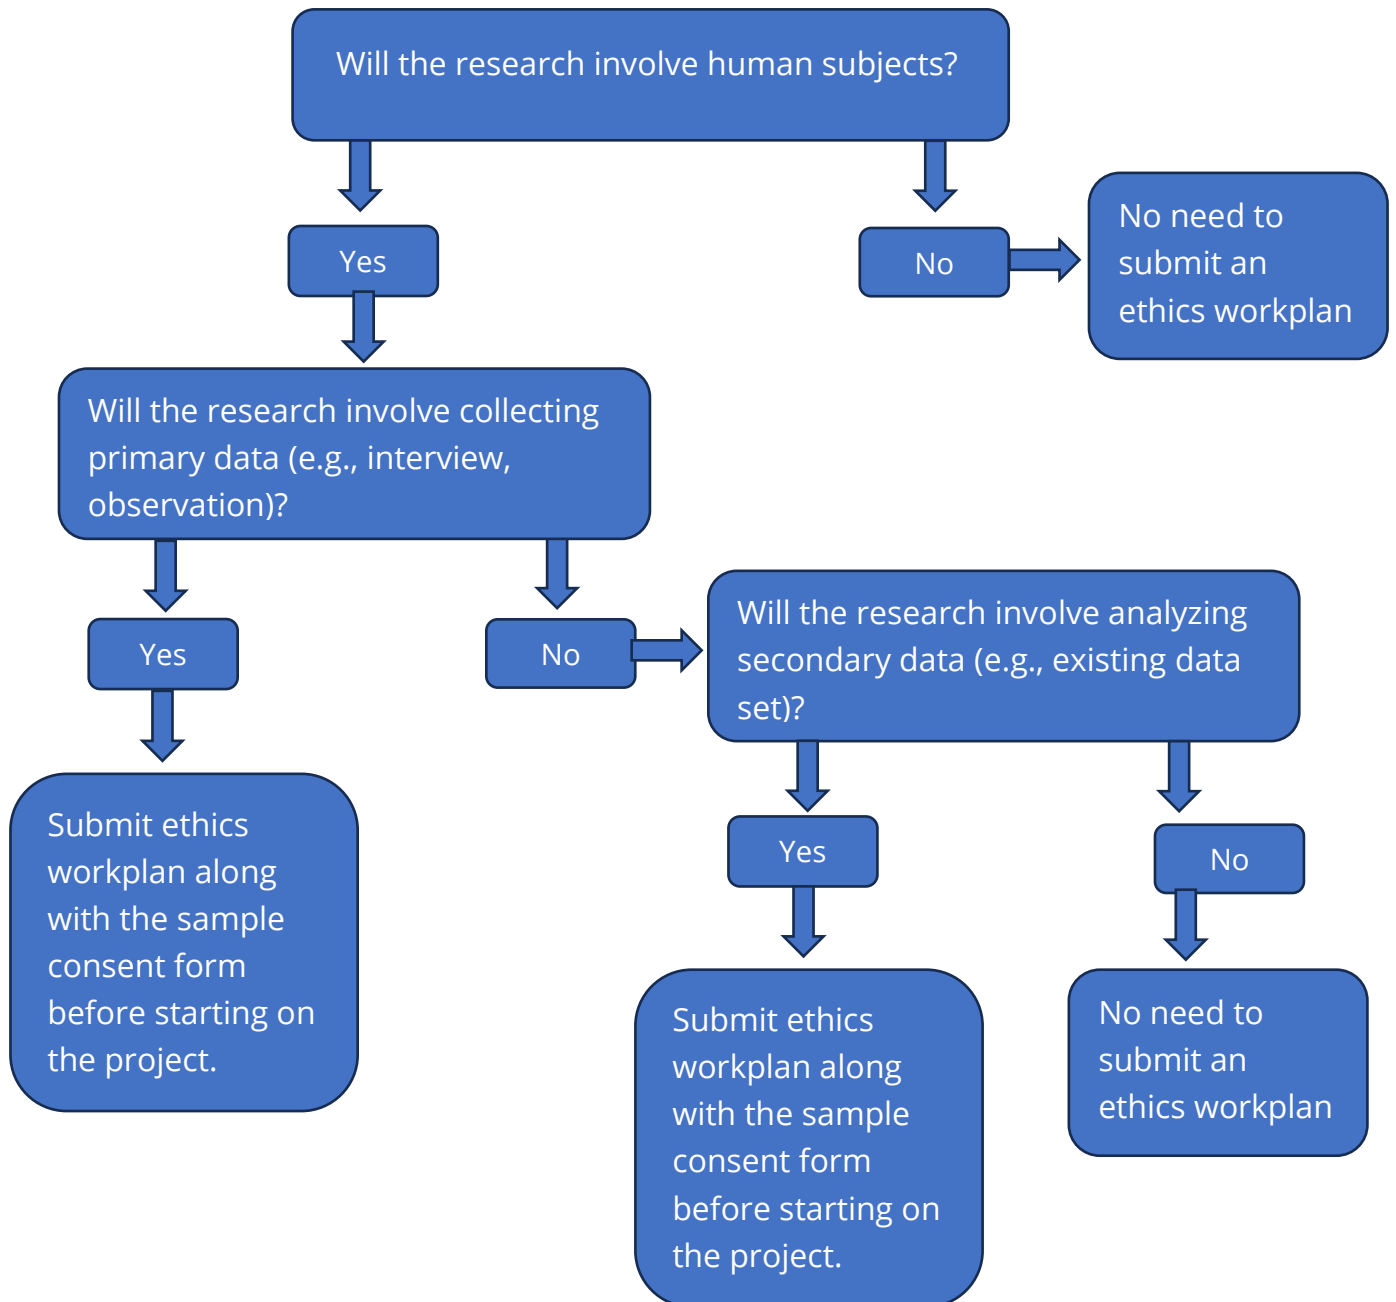 Will the research involve human subjects?
Yes
No
No need to
submit an
ethics workplan
Will the research involve collecting
primary data (e.g., interview,
observation)?
Yes
No
Will the research involve analyzing
secondary data (e.g., existing data
set)?
Yes
No
Submit ethics
workplan along
with the sample
consent form
before starting on
the project.
Submit ethics
workplan along
with the sample
consent form
before starting on
the project.
No need to
submit an
ethics workplan